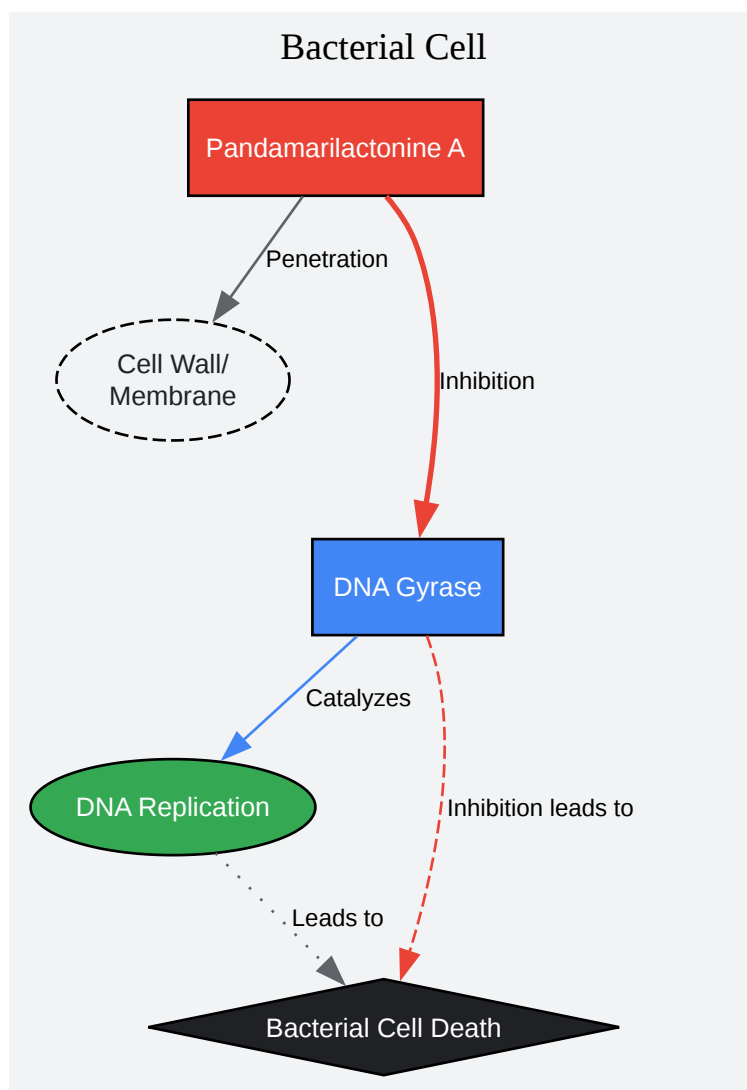 Bacterial Cell
Pandamarilactonine A
Penetration
Cell Wall/
Membrane
Inhibition
DNA Gyrase
Catalyzes
DNA Replication
Inhibition leads to
Leads to
Bacterial Cell Death